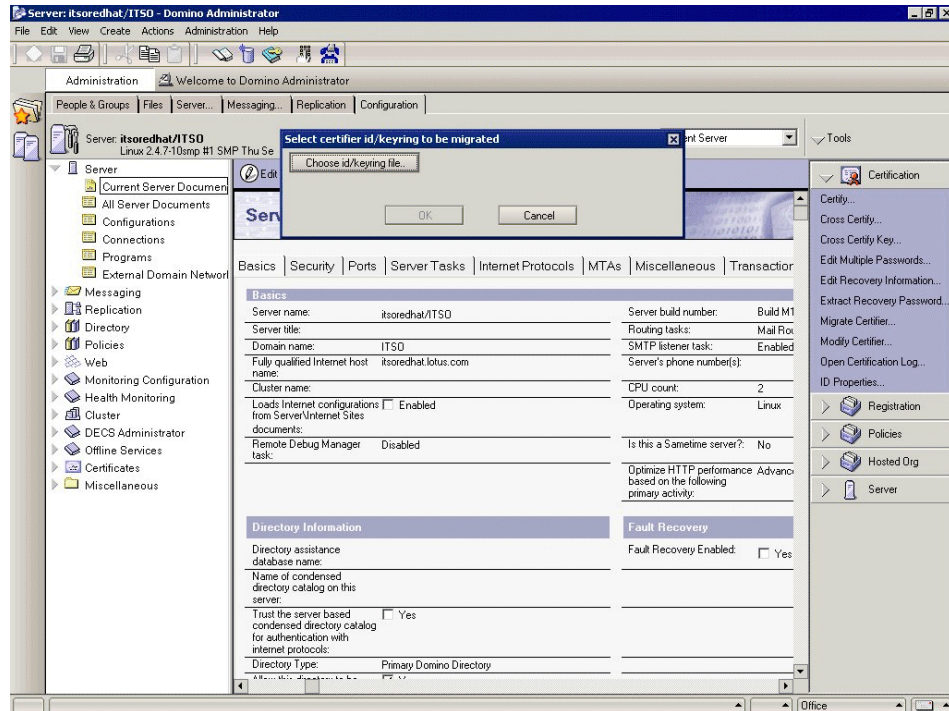 Server: itsoredhat/ITSO - Domino Administrator
File Edit View Create Actions Administration Help
Administration Welcome to Domino Administrator
People & Groups Files Server... Messaging... Replication Configuration
Server: itsoredhat/ITSO
Linux 2.4.7-10smp #1 SMP Thu Se
Select certifier id/keyring to be migrated
Choose id/keyring file..
OK Cancel
nt Server
Tools
Server
Current Server Documen
All Server Documents
Configurations
Connections
Programs
External Domain Networl
Messaging
Replication
Directory
Policies
Web
Monitoring Configuration
Health Monitoring
Cluster
DECS Administrator
Offline Services
Certificates
Miscellaneous
Edit
Serv
Basics Security Ports Server Tasks Internet Protocols MTAs Miscellaneous Transaction
Basics
Server name: itsoredhat/ITSO
Server title:
Domain name: ITSO
Fully qualified Internet host name: itsoredhat.lotus.com
Cluster name:
Loads Internet configurations from Server\Internet Sites documents: Enabled
Remote Debug Manager task: Disabled
Server build number: Build M1
Routing tasks: Mail Rou
SMTP listener task: Enabled
Server's phone number(s):
CPU count: 2
Operating system: Linux
Is this a Sametime server?: No
Optimize HTTP performance based on the following primary activity: Advanc
Directory Information
Directory assistance database name:
Name of condensed directory catalog on this server:
Trust the server based condensed directory catalog for authentication with internet protocols: Yes
Directory Type: Primary Domino Directory
Fault Recovery
Fault Recovery Enabled: Yes
Certification
Certify...
Cross Certify...
Cross Certify Key...
Edit Multiple Passwords...
Edit Recovery Information...
Extract Recovery Password...
Migrate Certifier...
Modify Certifier...
Open Certification Log...
ID Properties...
Registration
Policies
Hosted Org
Server
Office